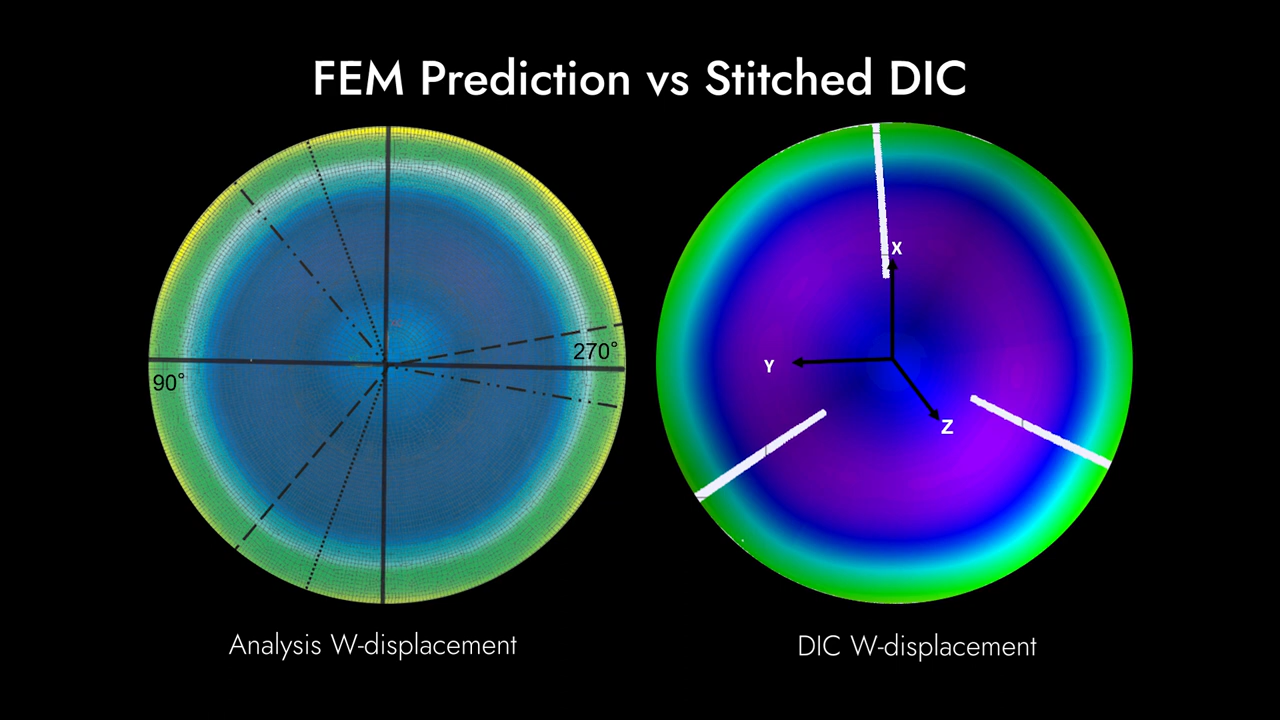 FEM Prediction vs Stitched DIC
270°
90°
X
Y
Z
Analysis W-displacement
DIC W-displacement